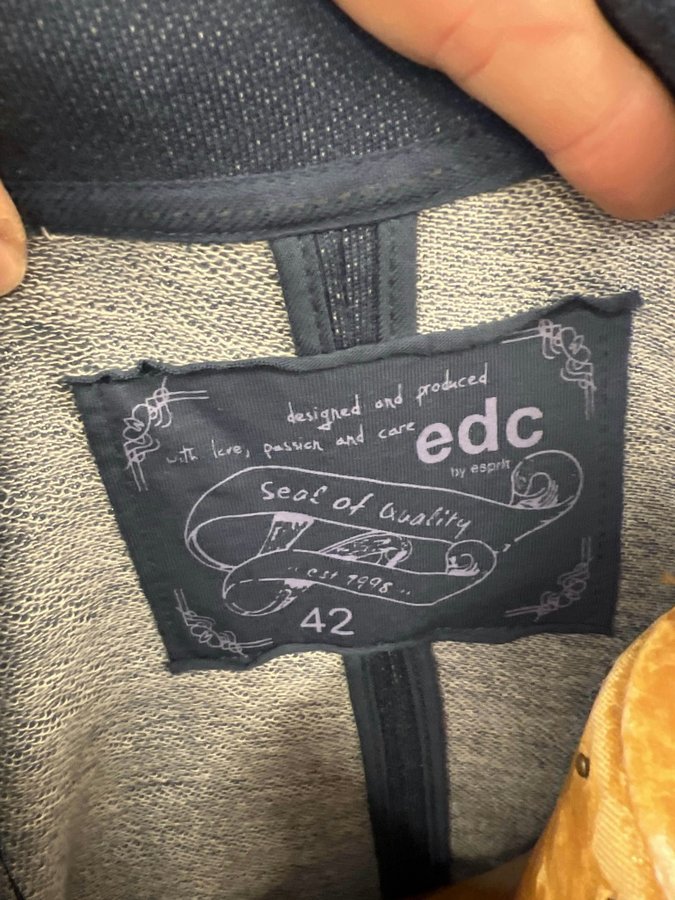 designed and produced
with love, passion and care
edc
by esprit
Seal of Quality
est 1998
42